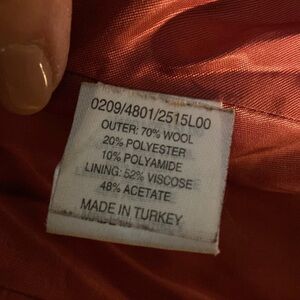 0209/4801/2515L00
OUTER: 70% WOOL
20% POLYESTER
10% POLYAMIDE
LINING: 52% VISCOSE
48% ACETATE
MADE IN TURKEY